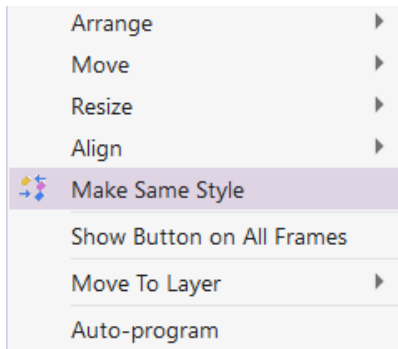 Arrange
Move
Resize
Align
Make Same Style
Show Button on All Frames
Move To Layer
Auto-program